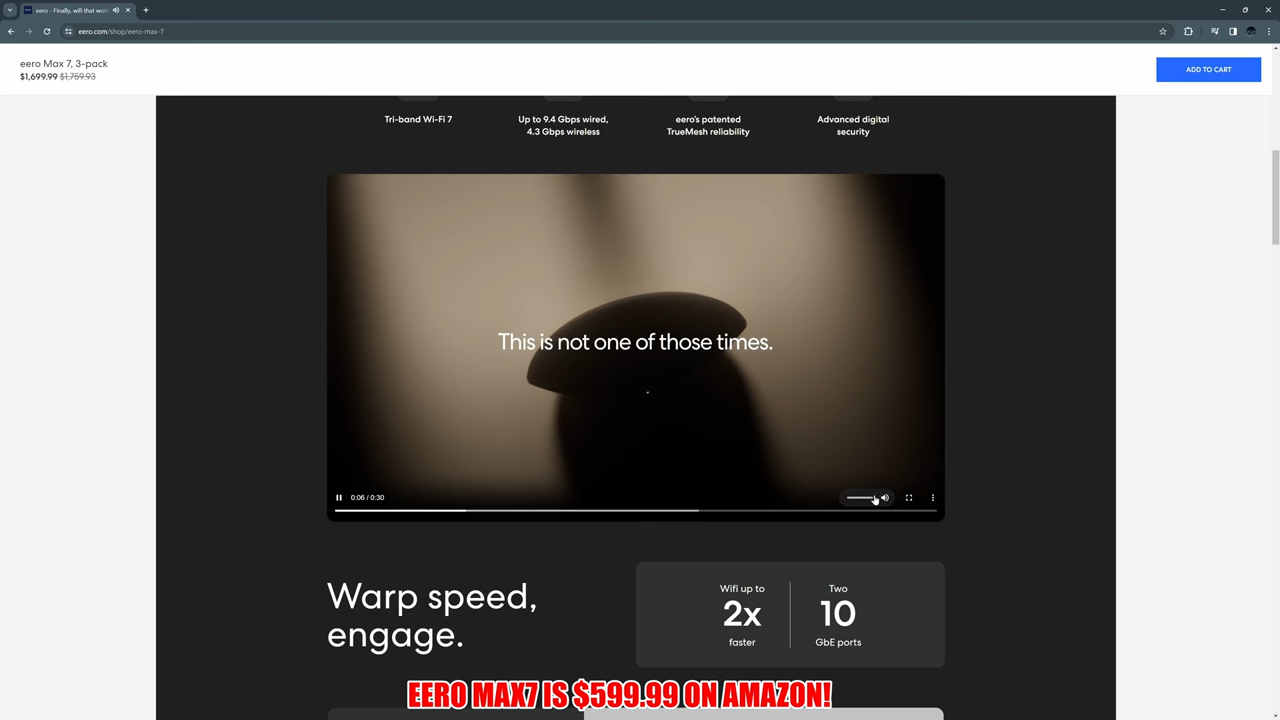 eero - Finally, wifi that wor
eero.com/shop/eero-max-7
eero Max 7, 3-pack
$1,699.99 $1,759.93
ADD TO CART
Tri-band Wi-Fi 7
Up to 9.4 Gbps wired,
4.3 Gbps wireless
eero's patented
TrueMesh reliability
Advanced digital
security
This is not one of those times.
0:06 / 0:30
Warp speed,
engage.
Wifi up to
2x
faster
Two
10
GbE ports
EERO MAX7 IS $599.99 ON AMAZON!